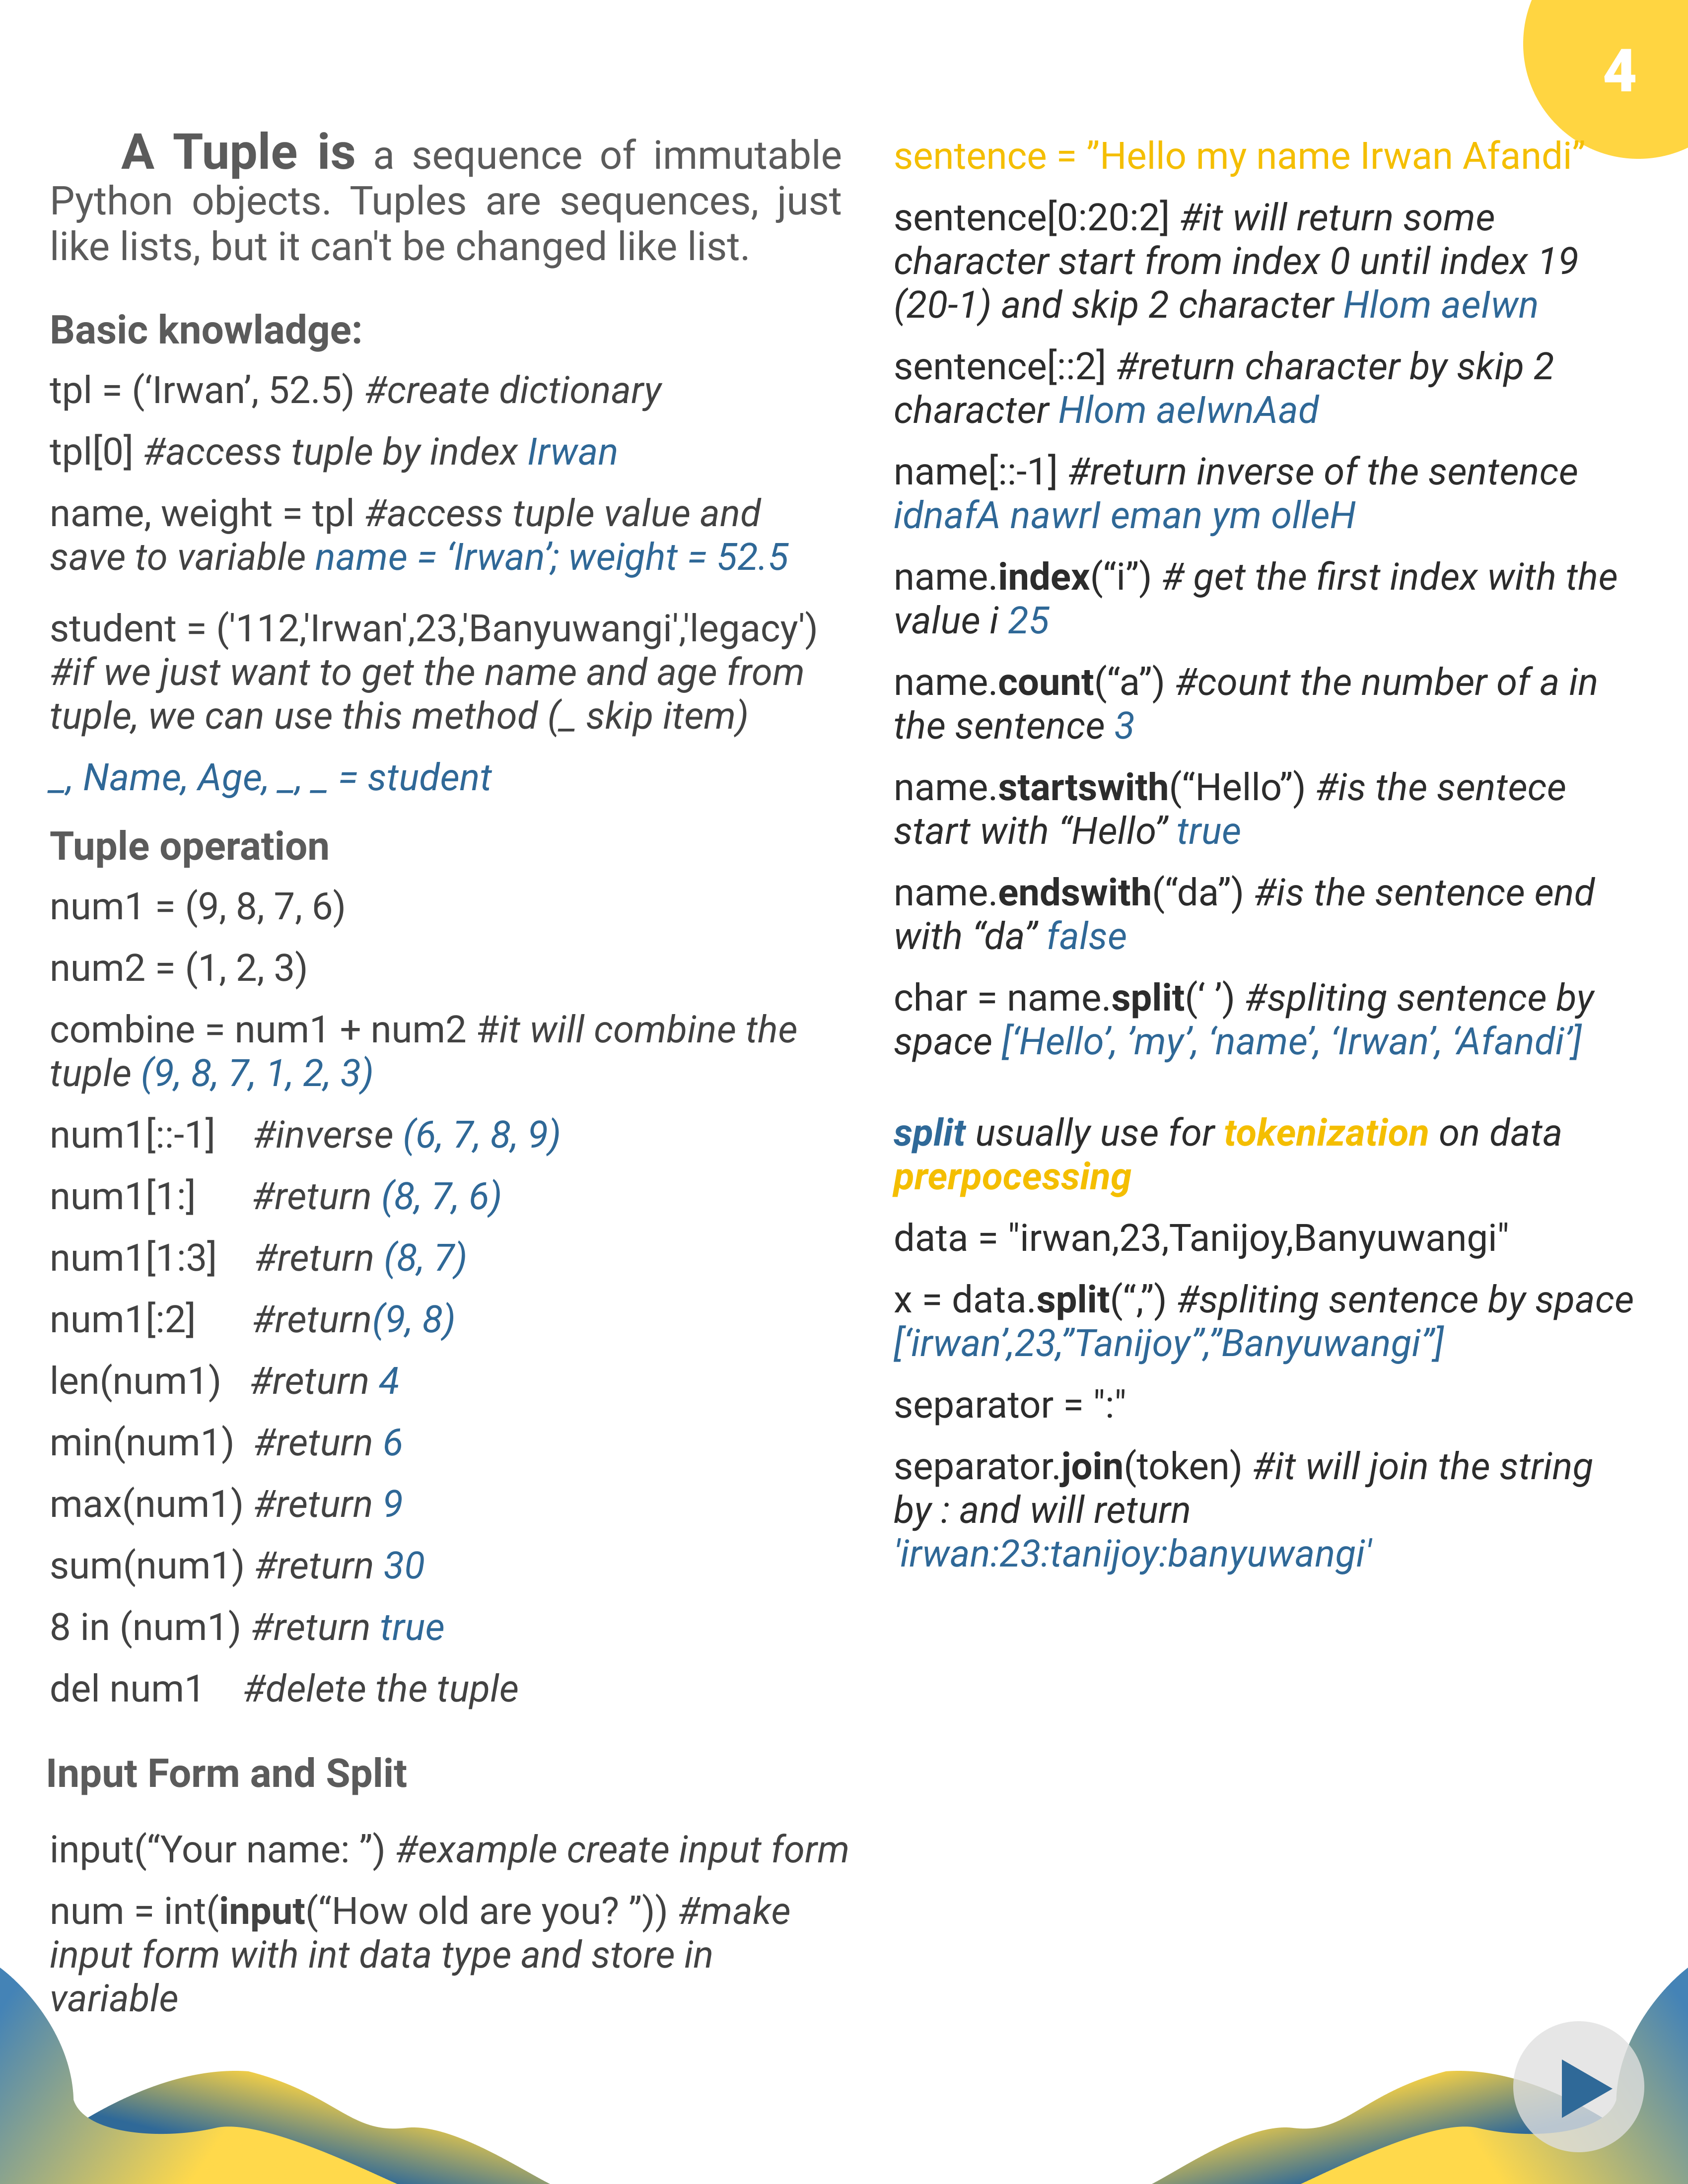 4
A Tuple is a sequence of immutable
Python objects. Tuples are sequences, just
like lists, but it can't be changed like list.
Basic knowladge:
tpl = (‘Irwan’, 52.5) #create dictionary
tpl[0] #access tuple by index Irwan
name, weight = tpl #access tuple value and
save to variable name = ‘Irwan’; weight = 52.5
student = ('112,'Irwan',23,'Banyuwangi','legacy')
#if we just want to get the name and age from
tuple, we can use this method (_ skip item)
_, Name, Age, _, _ = student
Tuple operation
num1 = (9, 8, 7, 6)
num2 = (1, 2, 3)
combine = num1 + num2 #it will combine the
tuple (9, 8, 7, 1, 2, 3)
num1[::-1] #inverse (6, 7, 8, 9)
num1[1:] #return (8, 7, 6)
num1[1:3] #return (8, 7)
num1[:2] #return(9, 8)
len(num1) #return 4
min(num1) #return 6
max(num1) #return 9
sum(num1) #return 30
8 in (num1) #return true
del num1 #delete the tuple
Input Form and Split
input(“Your name: ”) #example create input form
num = int(input(“How old are you? ”)) #make
input form with int data type and store in
variable
sentence = ”Hello my name Irwan Afandi”
sentence[0:20:2] #it will return some
character start from index 0 until index 19
(20-1) and skip 2 character Hlom aeIwn
sentence[::2] #return character by skip 2
character Hlom aeIwnAad
name[::-1] #return inverse of the sentence
idnafA nawrI eman ym olleH
name.index(“i”) # get the first index with the
value i 25
name.count(“a”) #count the number of a in
the sentence 3
name.startswith(“Hello”) #is the sentece
start with “Hello” true
name.endswith(“da”) #is the sentence end
with “da” false
char = name.split(‘ ’) #spliting sentence by
space [‘Hello’, ’my’, ‘name’, ‘Irwan’, ‘Afandi’]
split usually use for tokenization on data
prerpocessing
data = "irwan,23,Tanijoy,Banyuwangi"
x = data.split(“,”) #spliting sentence by space
[‘irwan’,23,”Tanijoy”,”Banyuwangi”]
separator = ":"
separator.join(token) #it will join the string
by : and will return
'irwan:23:tanijoy:banyuwangi'